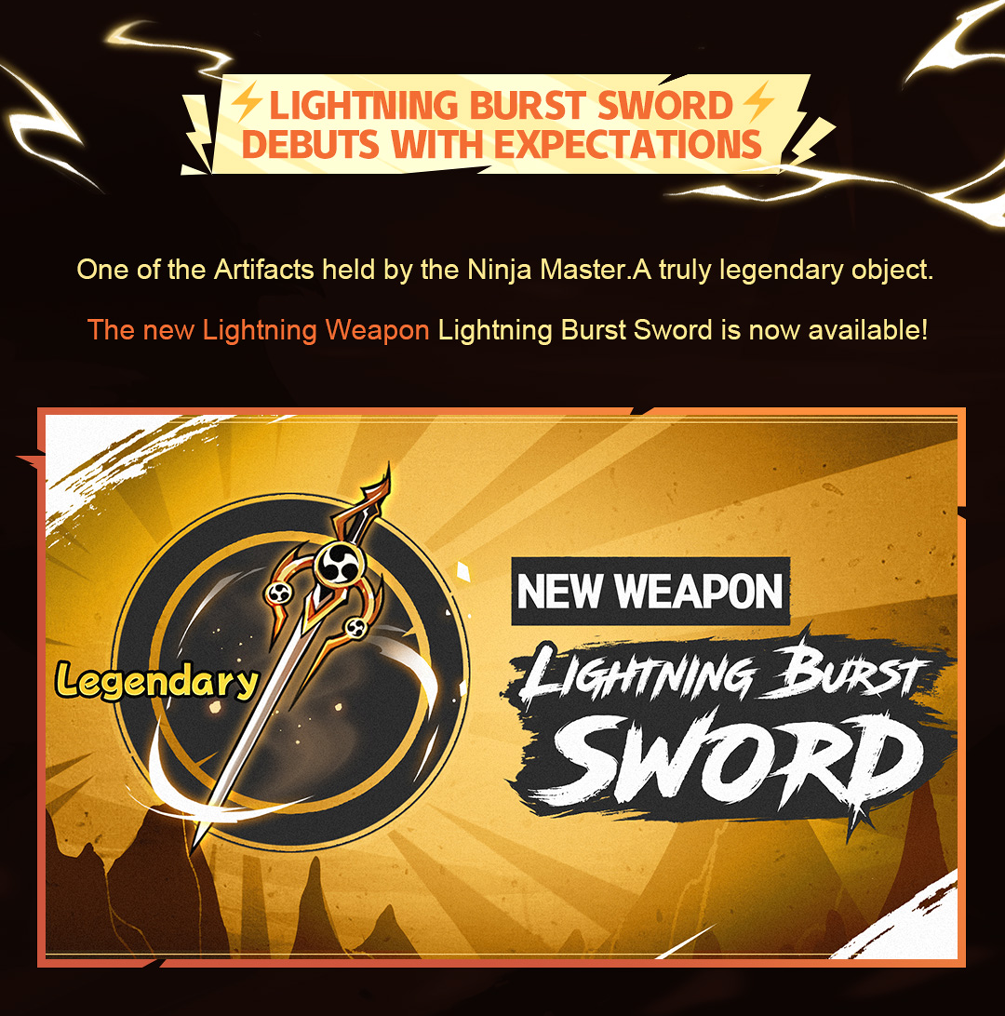 LIGHTNING BURST SWORD
DEBUTS WITH EXPECTATIONS
One of the Artifacts held by the Ninja Master.A truly legendary object.
The new Lightning Weapon Lightning Burst Sword is now available!
Legendary
NEW WEAPON
LIGHTNING BURST
SWORD